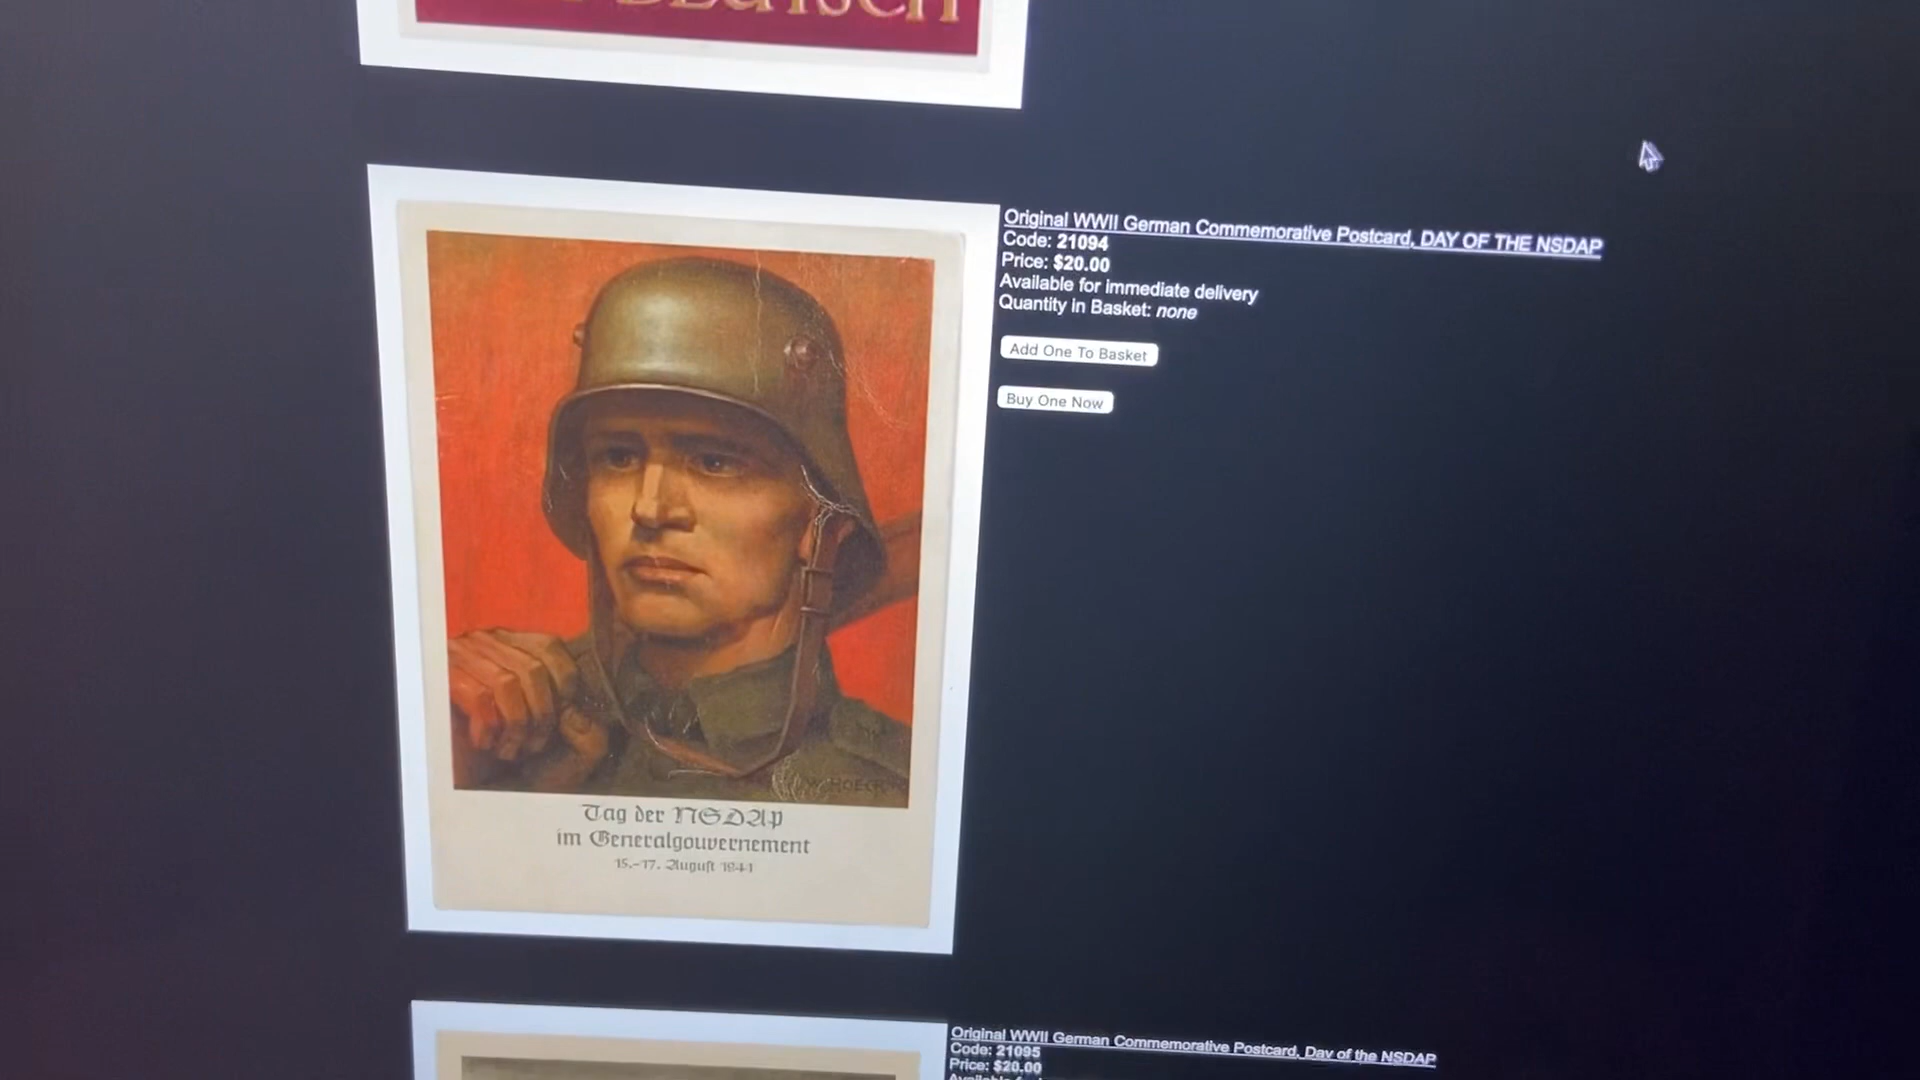 DEUTSCH
Original WWII German Commemorative Postcard, DAY OF THE NSDAP
Code: 21094
Price: $20.00
Available for immediate delivery
Quantity in Basket: none
Add One To Basket
Buy One Now
Tag der NSDAP
im Generalgouvernement
15.-17. August 1941
Original WWII German Commemorative Postcard, Day of the NSDAP
Code: 21095
Price: $20.00